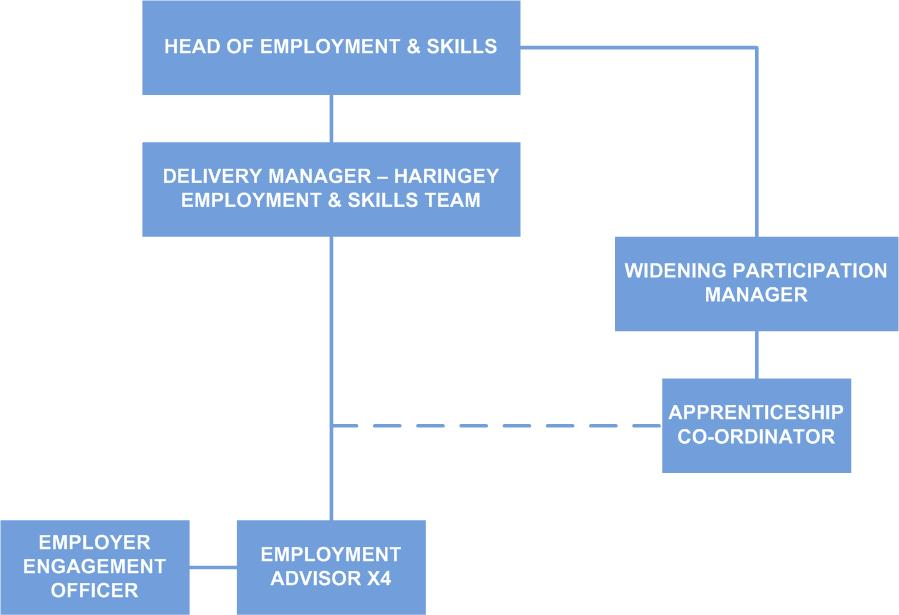 HEAD OF EMPLOYMENT & SKILLS
DELIVERY MANAGER – HARINGEY
EMPLOYMENT & SKILLS TEAM
WIDENING PARTICIPATION
MANAGER
APPRENTICESHIP
CO-ORDINATOR
EMPLOYER
ENGAGEMENT
OFFICER
EMPLOYMENT
ADVISOR X4